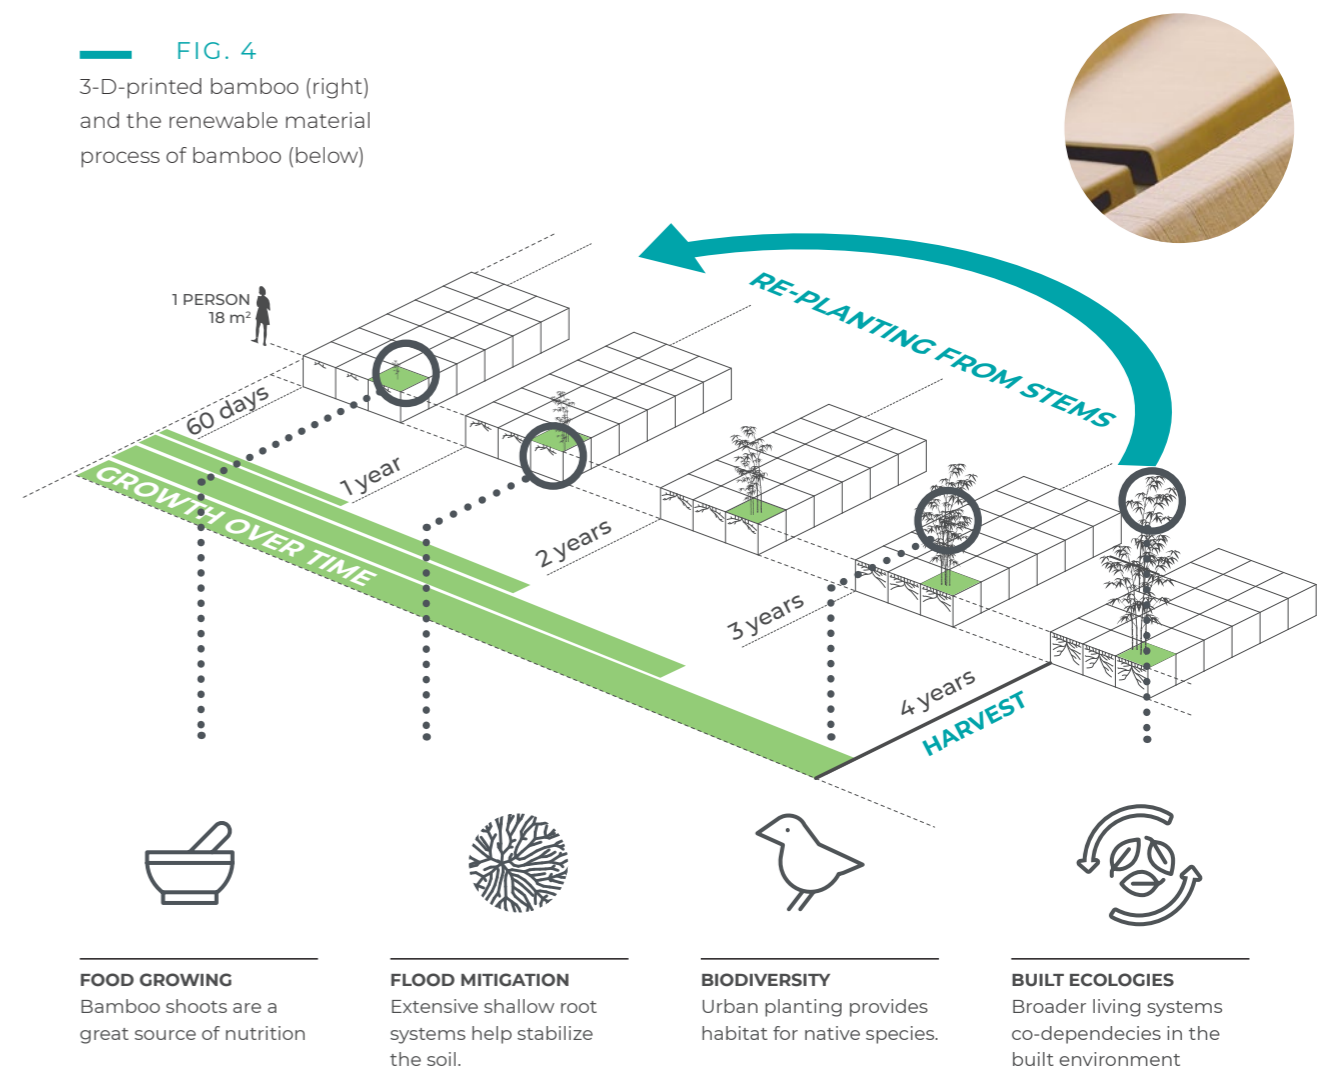 FIG. 4
3-D-printed bamboo (right)
and the renewable material
process of bamboo (below)
1 PERSON
18 m²
RE-PLANTING FROM STEMS
60 days
1 year
2 years
3 years
4 years
GROWTH OVER TIME
HARVEST
FOOD GROWING
Bamboo shoots are a
great source of nutrition
FLOOD MITIGATION
Extensive shallow root
systems help stabilize
the soil.
BIODIVERSITY
Urban planting provides
habitat for native species.
BUILT ECOLOGIES
Broader living systems
co-dependecies in the
built environment